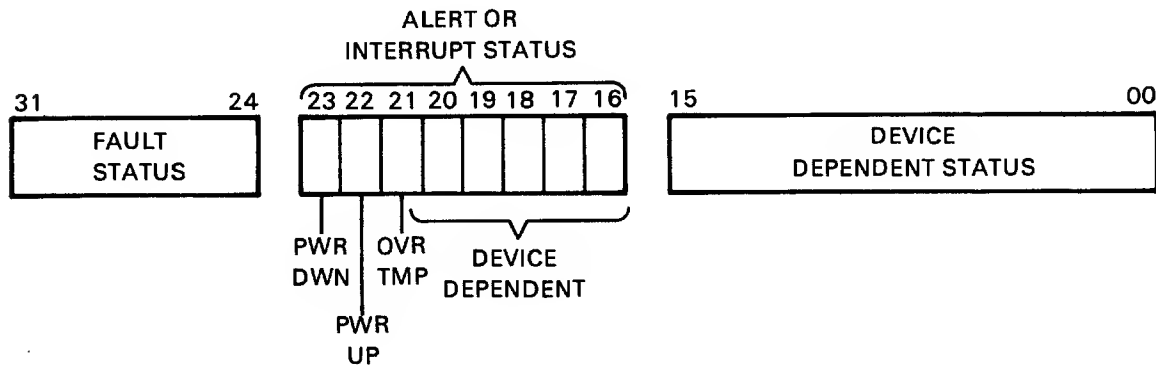 ALERT OR
INTERRUPT STATUS
31 24 23 22 21 20 19 18 17 16 15 00
FAULT
STATUS
DEVICE
DEPENDENT STATUS
PWR
DWN
OVR
TMP
DEVICE
DEPENDENT
PWR
UP